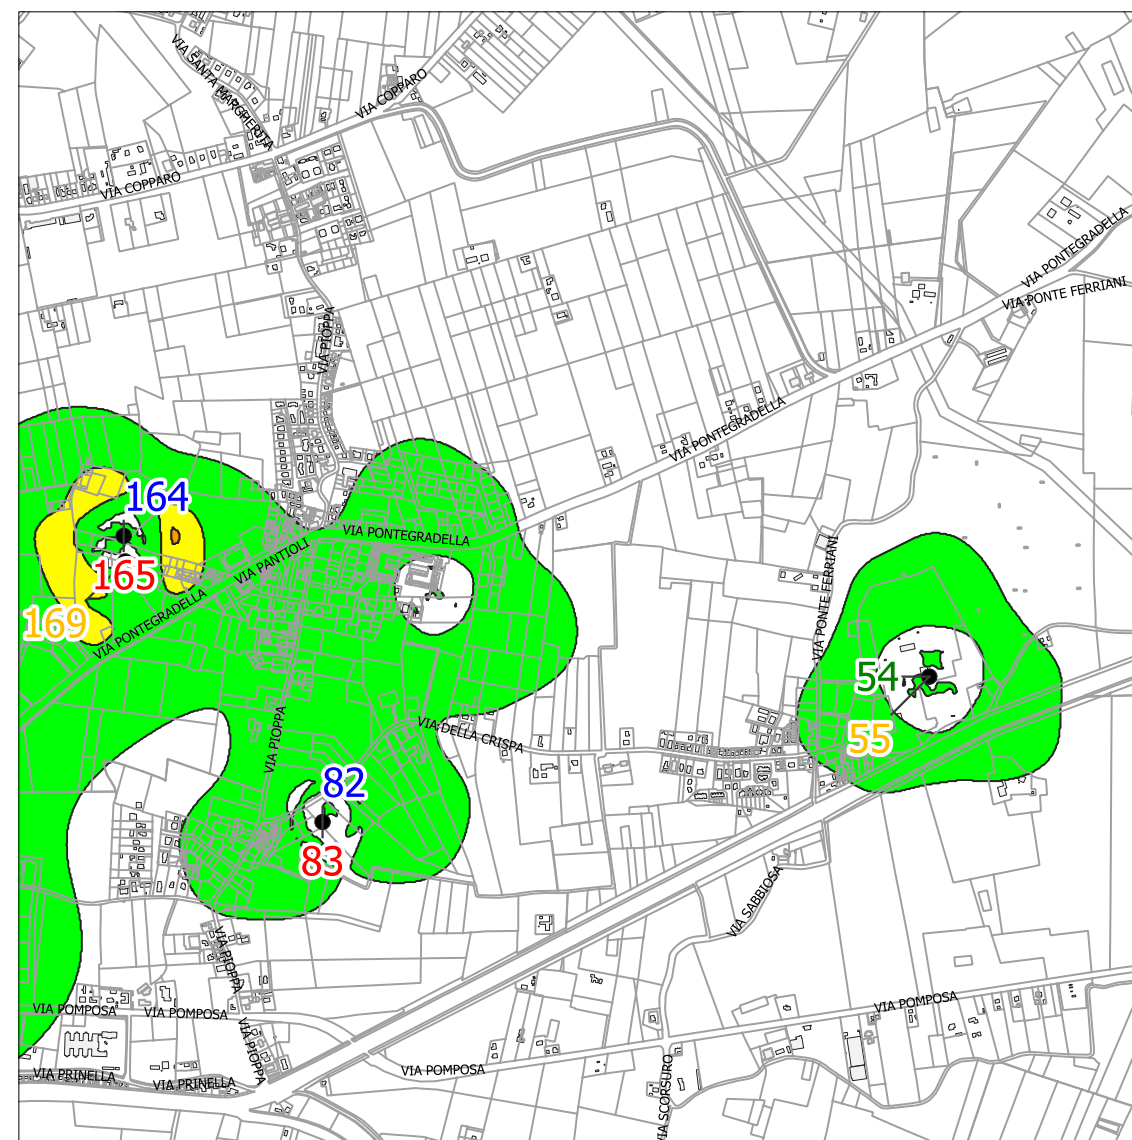 VIA SANTA MARGHERITA
VIA COPPARO
VIA COPPARO
VIA PONTEGRADELLA
VIA PONTE FERRIANI
VIA PIOPPA
VIA PONTEGRADELLA
164
VIA PONTEGRADELLA
VIA PANTIOLI
165
VIA PONTE FERRIANI
169
VIA PONTEGRADELLA
54
55
VIA PIOPPA
VIA DELLA CRISPA
82
83
VIA SABBIOSA
VIA PIOPPA
VIA POMPOSA
VIA POMPOSA
VIA POMPOSA
VIA PIOPPA
VIA POMPOSA
VIA PRINELLA
VIA PRINELLA
VIA SCORSURO